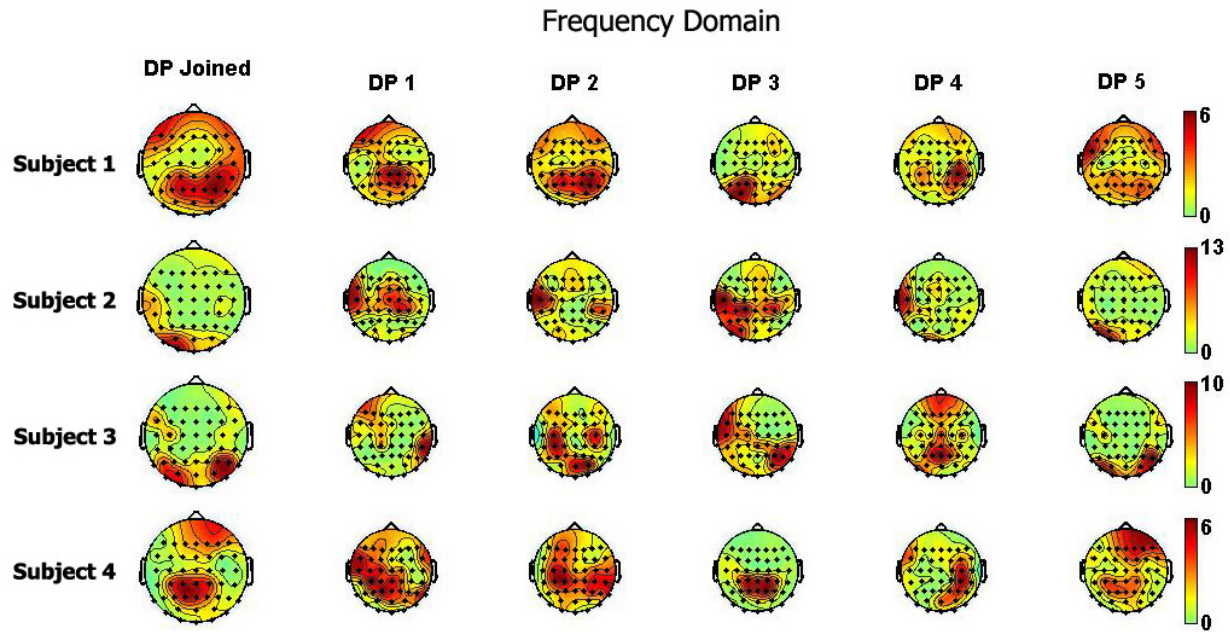 Frequency Domain
DP Joined DP 1 DP 2 DP 3 DP 4 DP 5
Subject 1
6
0
Subject 2
13
0
Subject 3
10
0
Subject 4
6
0